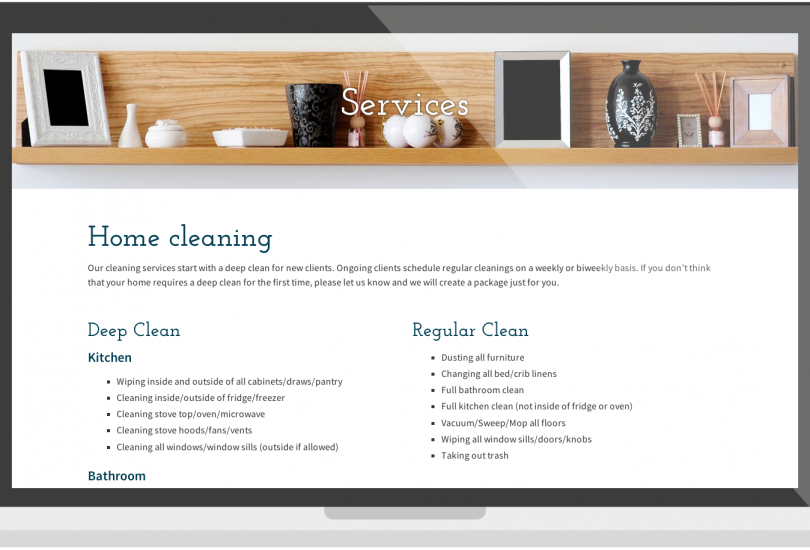 Services
Home cleaning
Our cleaning services start with a deep clean for new clients. Ongoing clients schedule regular cleanings on a weekly or biweekly basis. If you don't think
that your home requires a deep clean for the first time, please let us know and we will create a package just for you.
Deep Clean
Kitchen
Wiping inside and outside of all cabinets/draws/pantry
Cleaning inside/outside of fridge/freezer
Cleaning stove top/oven/microwave
Cleaning stove hoods/fans/vents
Cleaning all windows/window sills (outside if allowed)
Bathroom
Regular Clean
Dusting all furniture
Changing all bed/crib linens
Full bathroom clean
Full kitchen clean (not inside of fridge or oven)
Vacuum/Sweep/Mop all floors
Wiping all window sills/doors/knobs
Taking out trash